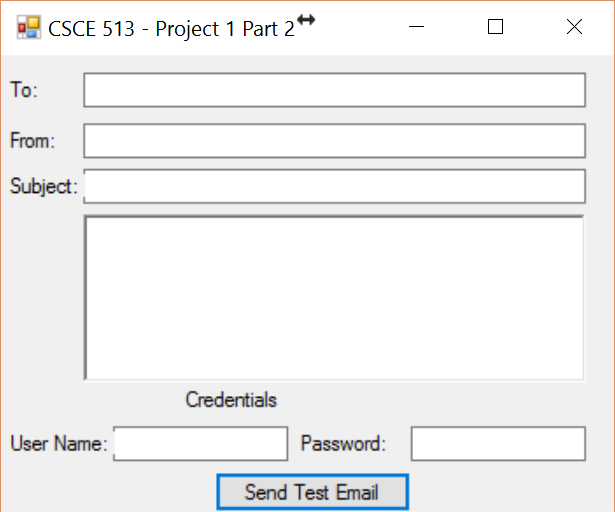 CSCE 513 - Project 1 Part 2
To:
From:
Subject:
Credentials
User Name: Password:
Send Test Email